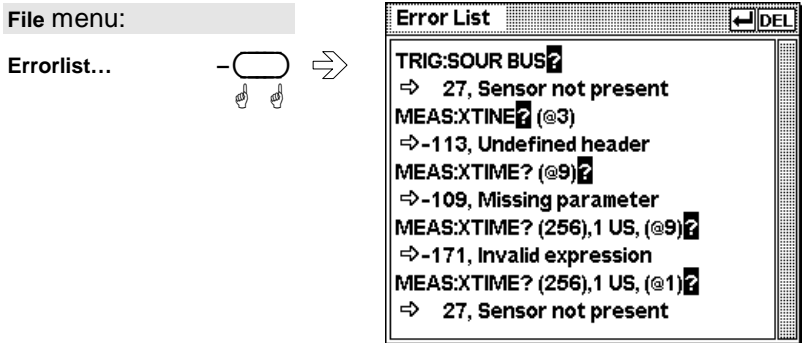 File menu:
Errorlist...
Error List
DEL
TRIG:SOUR BUS?
⇨ 27, Sensor not present
MEAS:XTINE? (@3)
⇨-113, Undefined header
MEAS:XTIME? (@9)?
⇨-109, Missing parameter
MEAS:XTIME? (256),1 US, (@9)?
⇨-171, Invalid expression
MEAS:XTIME? (256),1 US, (@1)?
⇨ 27, Sensor not present